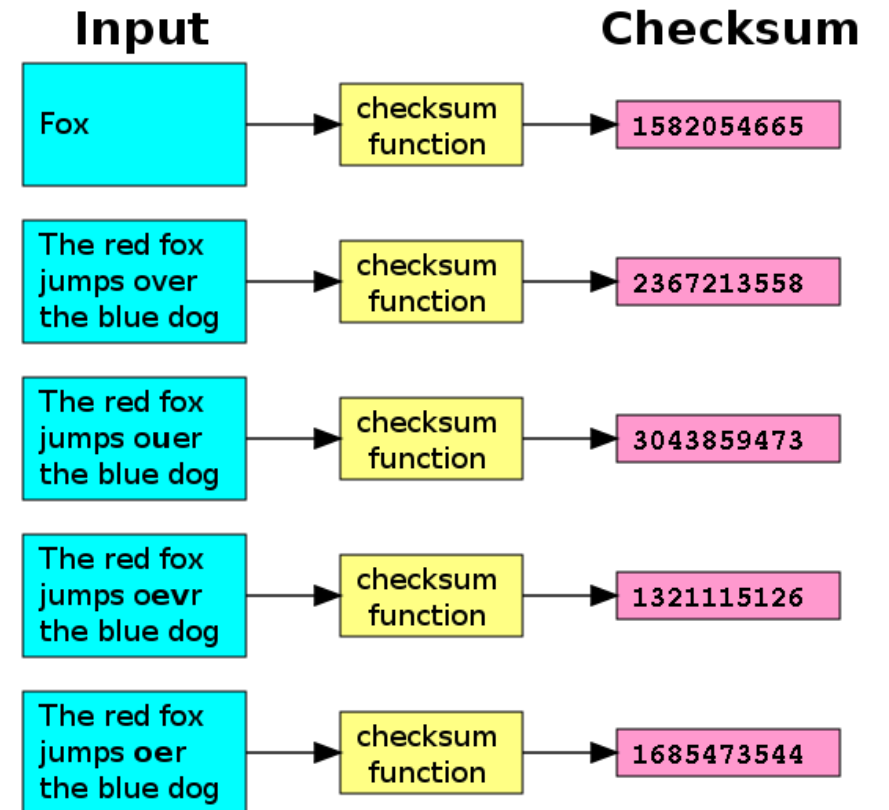 Input Checksum
Fox
checksum
function
1582054665
The red fox
jumps over
the blue dog
checksum
function
2367213558
The red fox
jumps ouer
the blue dog
checksum
function
3043859473
The red fox
jumps oevr
the blue dog
checksum
function
1321115126
The red fox
jumps oer
the blue dog
checksum
function
1685473544